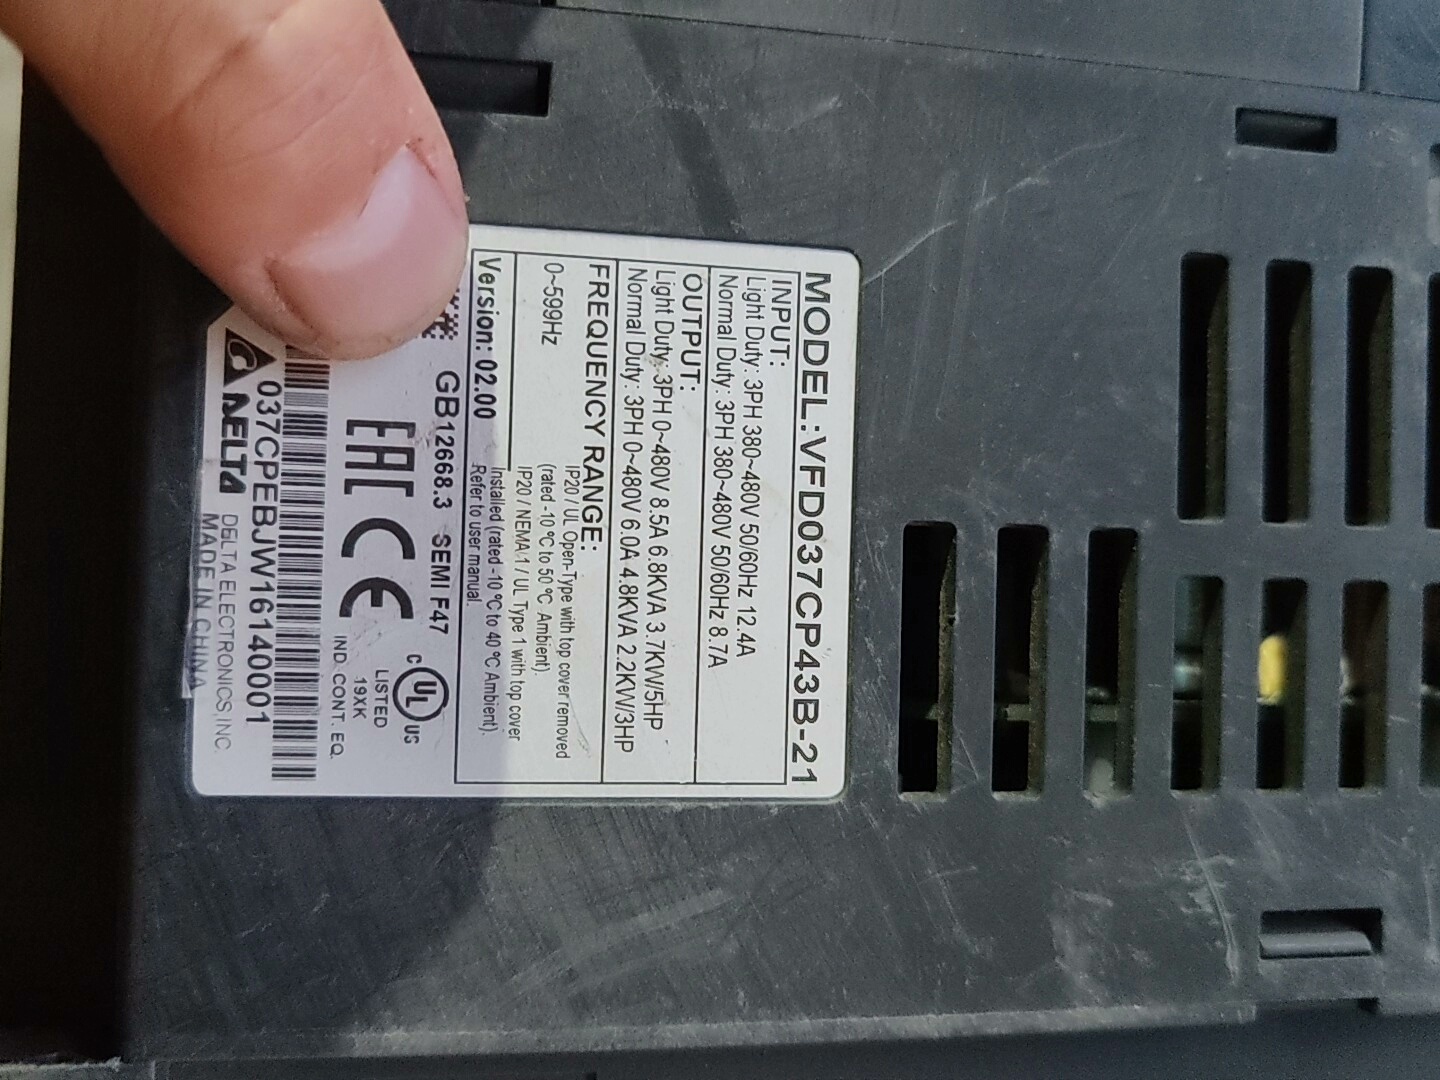 MODEL:VFD037CP43B-21
INPUT:
Light Duty: 3PH 380~480V 50/60Hz 12.4A
Normal Duty: 3PH 380~480V 50/60Hz 8.7A
OUTPUT:
Light Duty: 3PH 0~480V 8.5A 6.8KVA 3.7KW/5HP
Normal Duty: 3PH 0~480V 6.0A 4.8KVA 2.2KW/3HP
FREQUENCY RANGE:
0~599Hz
IP20 / UL Open-Type with top cover removed
(rated -10 °C to 50 °C Ambient).
IP20 / NEMA 1 / UL Type 1 with top cover
Installed (rated -10 °C to 40 °C Ambient).
Refer to user manual.
Version: 02.00
GB12668.3 SEMI F47
EAC CE
C UL US
LISTED
19XK
IND. CONT. EQ.
037CPEBJW16140001
DELTA DELTA ELECTRONICS, INC.
MADE IN CHINA